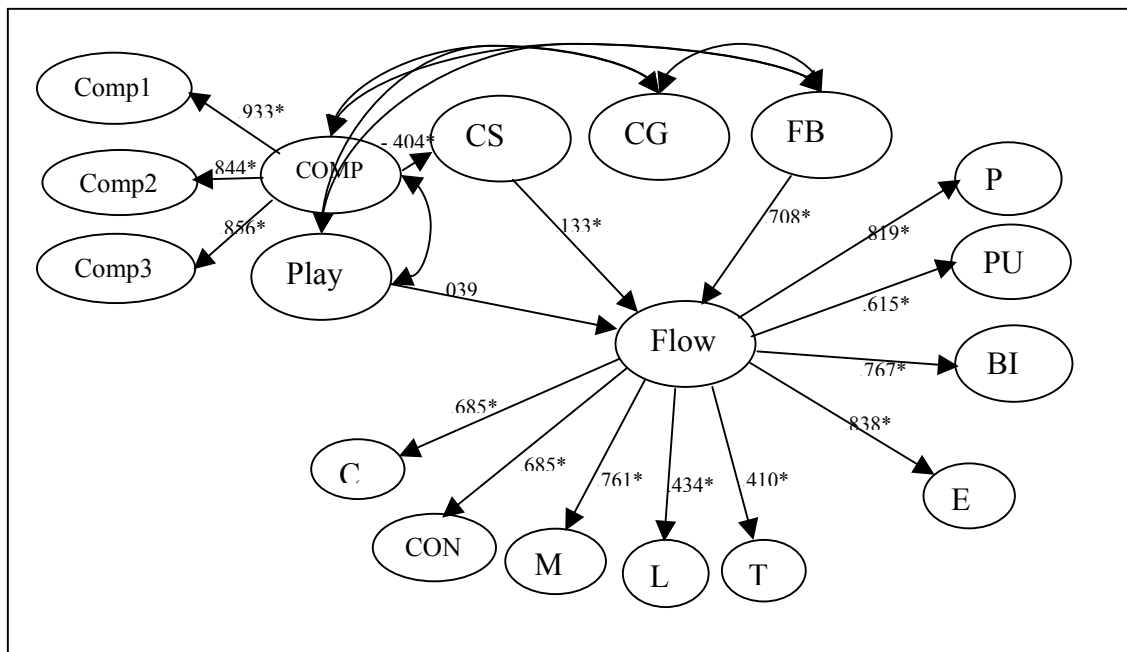 Comp1
.933*
Comp2
.844*
Comp3
.856*
COMP
-.404*
CS
CG
FB
Play
.039
.133*
.708*
Flow
P
.819*
PU
.615*
BI
.767*
E
.838*
C
.685*
CON
.685*
M
.761*
L
.434*
T
.410*